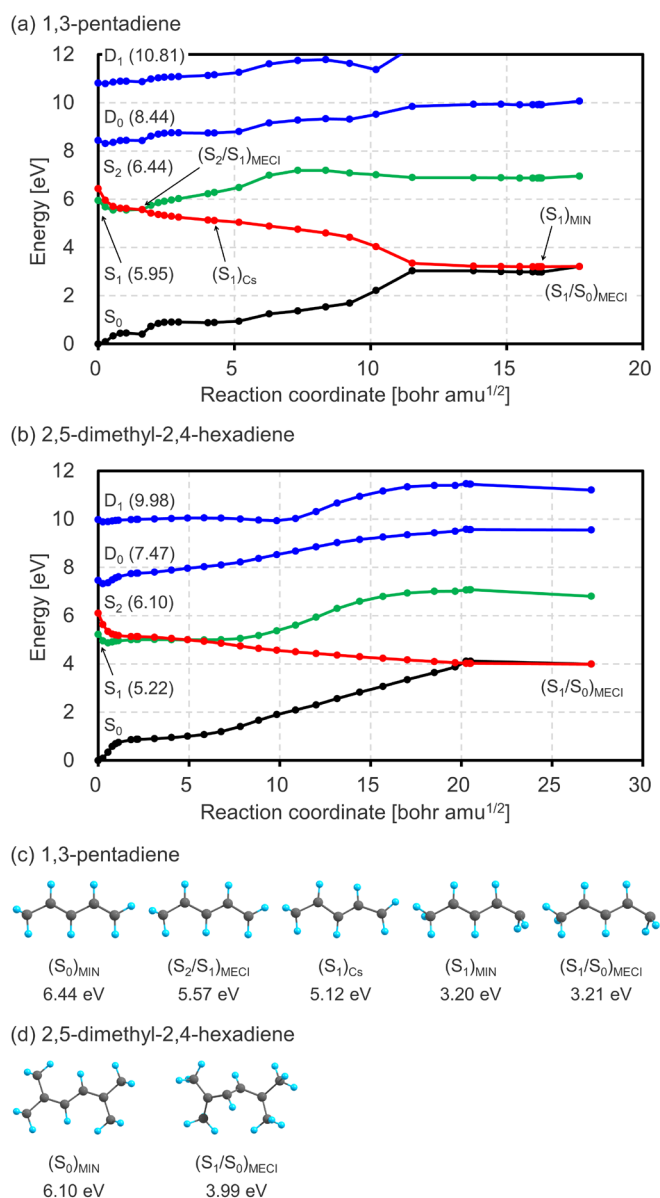 (a) 1,3-pentadiene
12
10
8
6
4
2
0
Energy [eV]
D₁ (10.81)
D₀ (8.44)
S₂ (6.44)
(S₂/S₁)MECI
S₁ (5.95)
(S₁)Cs
(S₁)MIN
(S₁/S₀)MECI
S₀
0 5 10 15 20
Reaction coordinate [bohr amu¹/²]
(b) 2,5-dimethyl-2,4-hexadiene
12
10
8
6
4
2
0
Energy [eV]
D₁ (9.98)
D₀ (7.47)
S₂ (6.10)
S₁ (5.22)
(S₁/S₀)MECI
S₀
0 5 10 15 20 25 30
Reaction coordinate [bohr amu¹/²]
(c) 1,3-pentadiene
(S₀)MIN (S₂/S₁)MECI (S₁)Cs (S₁)MIN (S₁/S₀)MECI
6.44 eV 5.57 eV 5.12 eV 3.20 eV 3.21 eV
(d) 2,5-dimethyl-2,4-hexadiene
(S₀)MIN (S₁/S₀)MECI
6.10 eV 3.99 eV